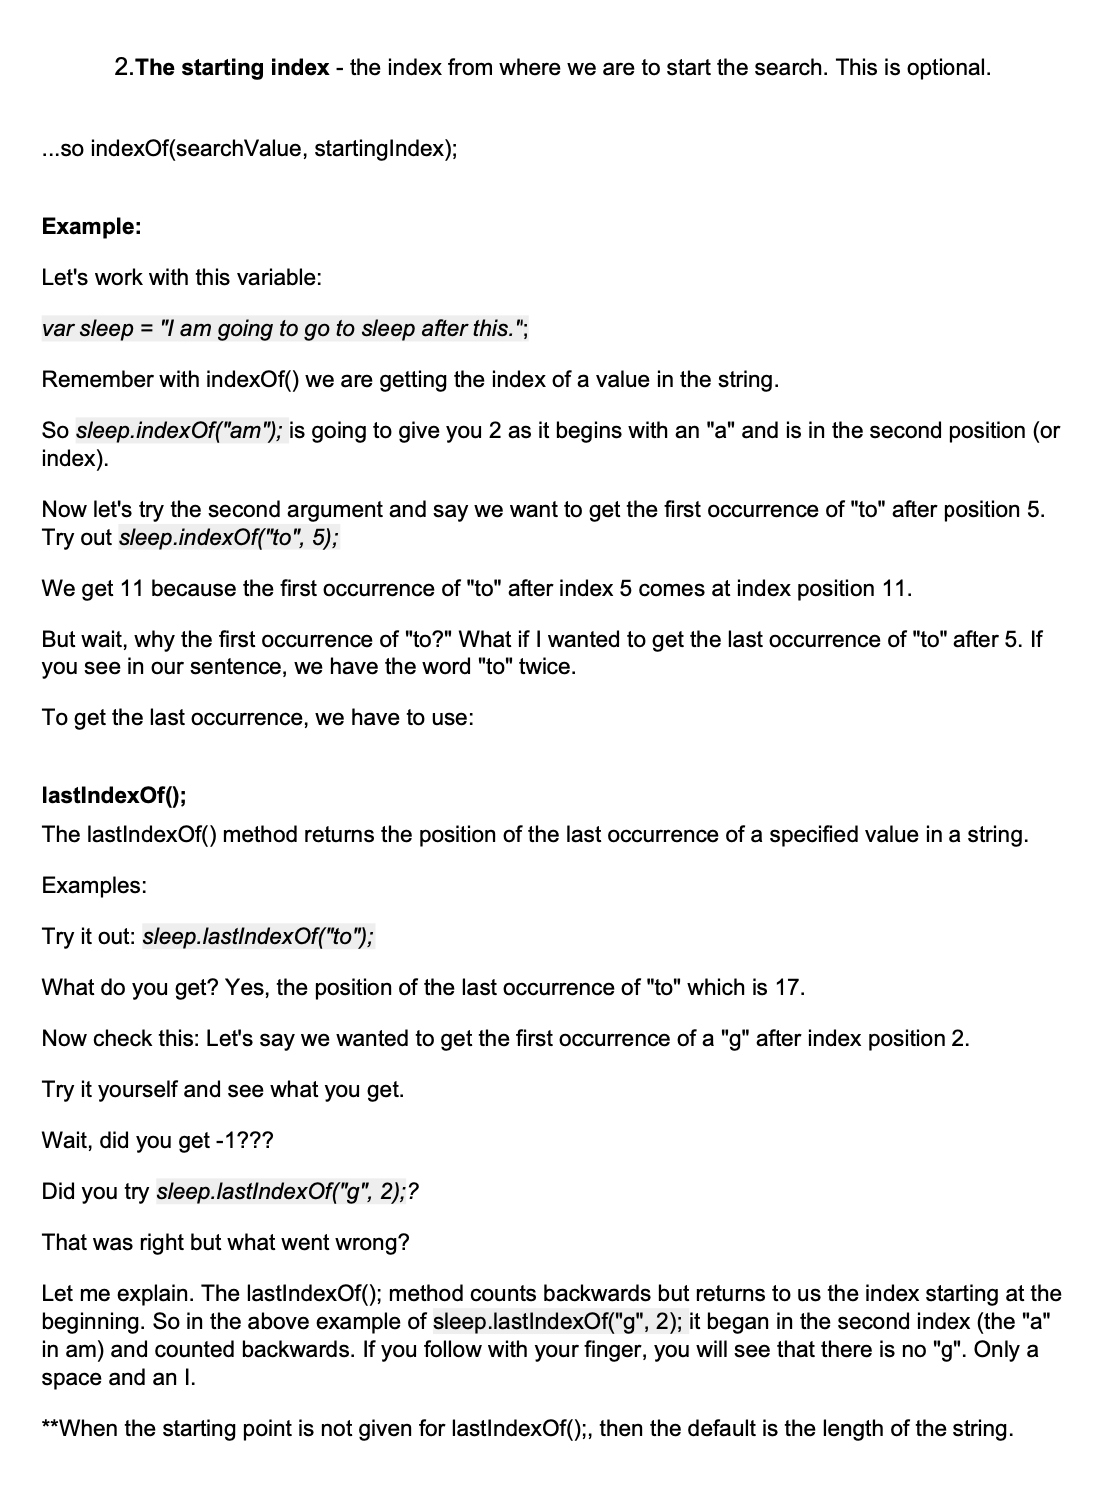 2.The starting index - the index from where we are to start the search. This is optional.
...so indexOf(searchValue, startingIndex);
Example:
Let's work with this variable:
var sleep = "I am going to go to sleep after this.";
Remember with indexOf() we are getting the index of a value in the string.
So sleep.indexOf("am"); is going to give you 2 as it begins with an "a" and is in the second position (or
index).
Now let's try the second argument and say we want to get the first occurrence of "to" after position 5.
Try out sleep.indexOf("to", 5);
We get 11 because the first occurrence of "to" after index 5 comes at index position 11.
But wait, why the first occurrence of "to?" What if I wanted to get the last occurrence of "to" after 5. If
you see in our sentence, we have the word "to" twice.
To get the last occurrence, we have to use:
lastIndexOf();
The lastIndexOf() method returns the position of the last occurrence of a specified value in a string.
Examples:
Try it out: sleep.lastIndexOf("to");
What do you get? Yes, the position of the last occurrence of "to" which is 17.
Now check this: Let's say we wanted to get the first occurrence of a "g" after index position 2.
Try it yourself and see what you get.
Wait, did you get -1???
Did you try sleep.lastIndexOf("g", 2);?
That was right but what went wrong?
Let me explain. The lastIndexOf(); method counts backwards but returns to us the index starting at the
beginning. So in the above example of sleep.lastIndexOf("g", 2); it began in the second index (the "a"
in am) and counted backwards. If you follow with your finger, you will see that there is no "g". Only a
space and an I.
**When the starting point is not given for lastIndexOf();, then the default is the length of the string.